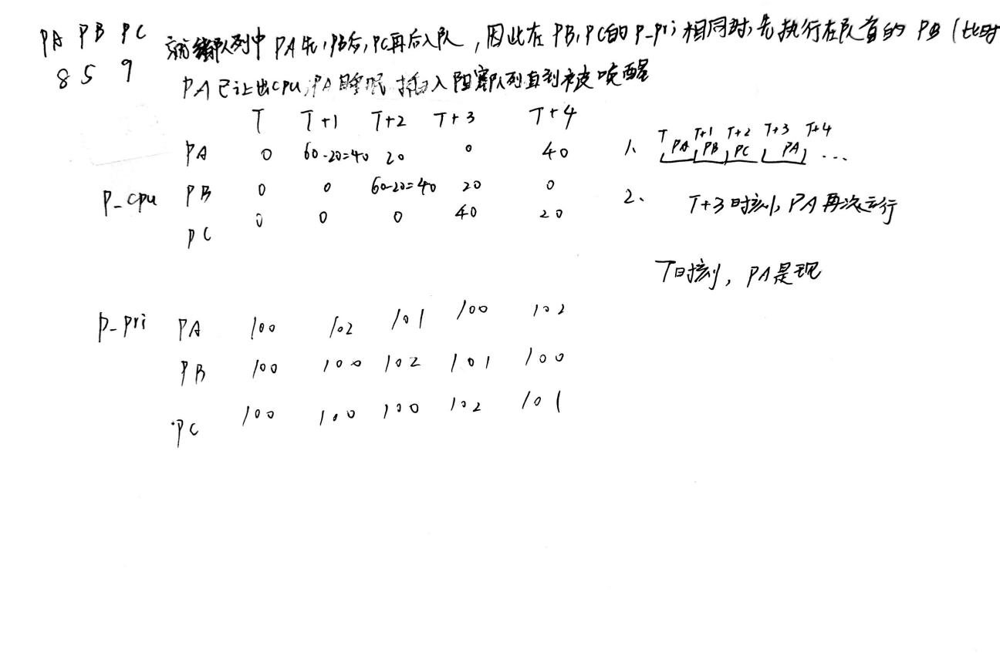 PA PB PC
8 5 9
就绪队列中 PA先,PB后,PC再后入队,因此在PB,PC的P_pri相同时,先执行在队首的PB(此时
PA已让出CPU,PA睡眠 插入阻塞队列直到被唤醒
T T+1 T+2 T+3 T+4
PA 0 60-20=40 20 0 40
P_cpu PB 0 0 60-20=40 20 0
PC 0 0 0 40 20
P_pri PA 100 102 101 100 102
PB 100 100 102 101 100
PC 100 100 100 102 101
1、 T T+1 T+2 T+3 T+4
PA PB PC PA ...
2、 T+3时刻,PA再次运行
T时刻,PA是现